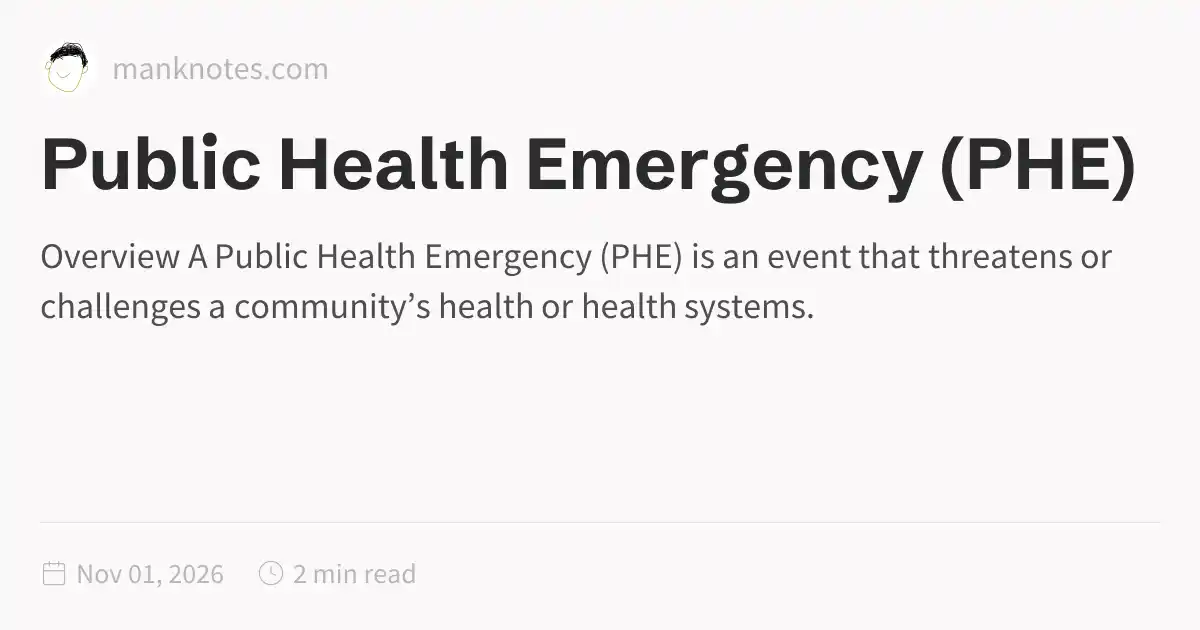 manknotes.com
Public Health Emergency (PHE)
Overview A Public Health Emergency (PHE) is an event that threatens or
challenges a community’s health or health systems.
Nov 01, 2026 2 min read